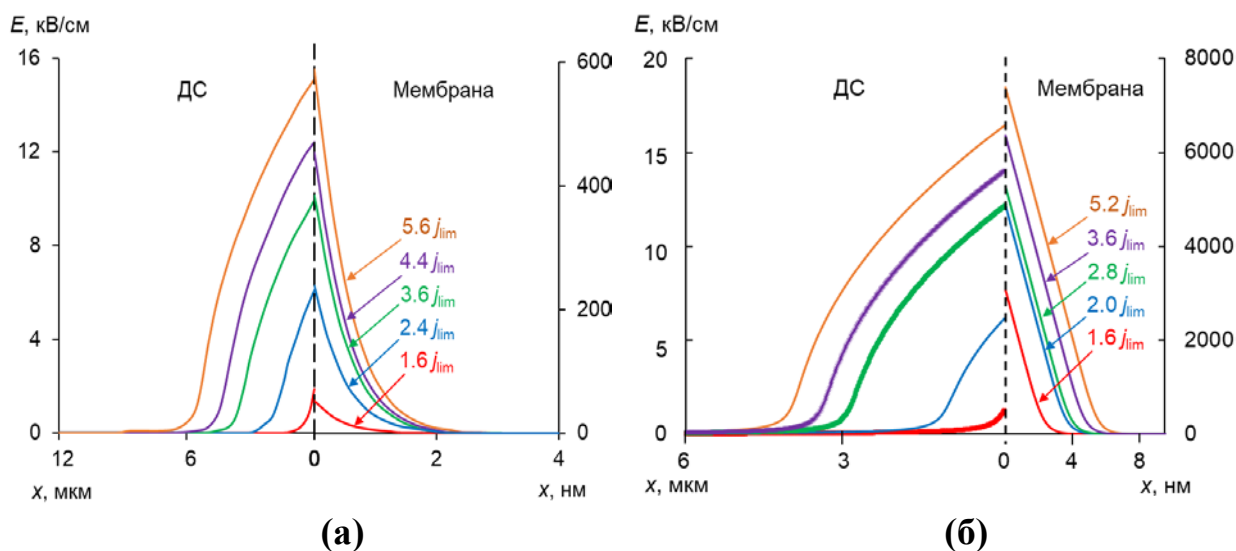 E, кВ/см
16
12
8
4
0
600
400
200
0
ДС
Мембрана
5.6 jlim
4.4 jlim
3.6 jlim
2.4 jlim
1.6 jlim
12
6
0
2
4
x, мкм
x, нм
(а)
E, кВ/см
20
15
10
5
0
8000
6000
4000
2000
0
ДС
Мембрана
5.2 jlim
3.6 jlim
2.8 jlim
2.0 jlim
1.6 jlim
6
3
0
4
8
x, мкм
x, нм
(б)